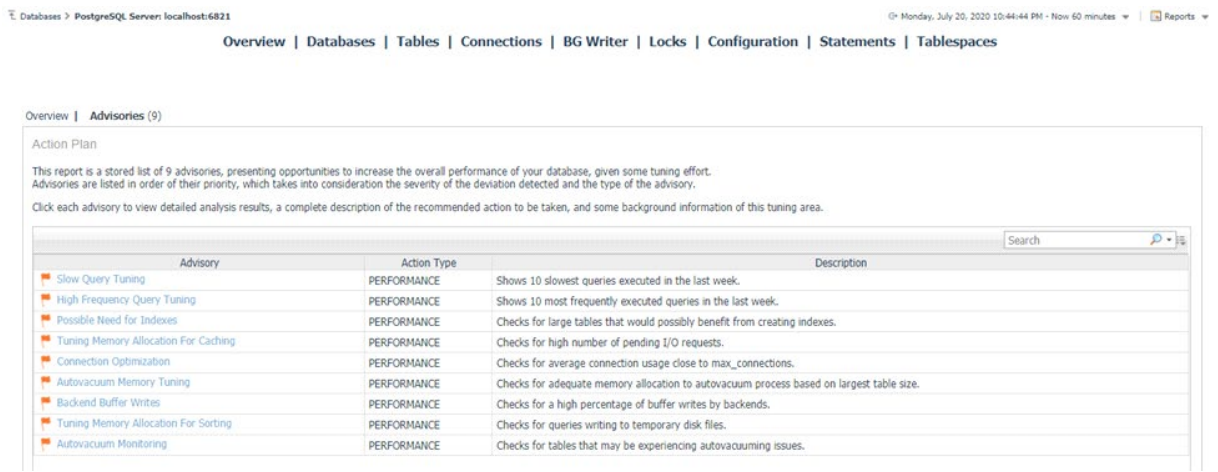 Databases > PostgreSQL Server: localhost:6821
Monday, July 20, 2020 10:44:44 PM - Now 60 minutes | Reports
Overview | Databases | Tables | Connections | BG Writer | Locks | Configuration | Statements | Tablespaces
Overview | Advisories (9)
Action Plan
This report is a stored list of 9 advisories, presenting opportunities to increase the overall performance of your database, given some tuning effort.
Advisories are listed in order of their priority, which takes into consideration the severity of the deviation detected and the type of the advisory.
Click each advisory to view detailed analysis results, a complete description of the recommended action to be taken, and some background information of this tuning area.
Search
Advisory Action Type Description
Slow Query Tuning PERFORMANCE Shows 10 slowest queries executed in the last week.
High Frequency Query Tuning PERFORMANCE Shows 10 most frequently executed queries in the last week.
Possible Need for Indexes PERFORMANCE Checks for large tables that would possibly benefit from creating indexes.
Tuning Memory Allocation For Caching PERFORMANCE Checks for high number of pending I/O requests.
Connection Optimization PERFORMANCE Checks for average connection usage close to max_connections.
Autovacuum Memory Tuning PERFORMANCE Checks for adequate memory allocation to autovacuum process based on largest table size.
Backend Buffer Writes PERFORMANCE Checks for a high percentage of buffer writes by backends.
Tuning Memory Allocation For Sorting PERFORMANCE Checks for queries writing to temporary disk files.
Autovacuum Monitoring PERFORMANCE Checks for tables that may be experiencing autovacuuming issues.